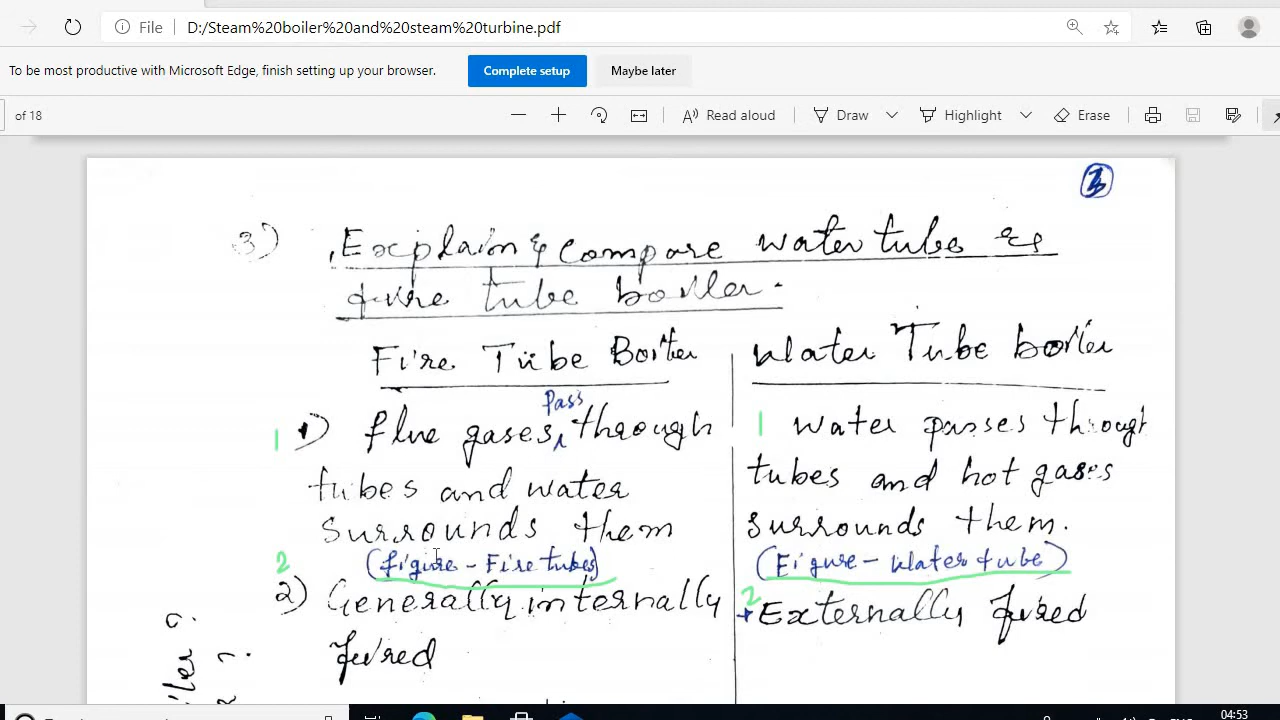 File D:/Steam%20boiler%20and%20steam%20turbine.pdf
To be most productive with Microsoft Edge, finish setting up your browser. Complete setup Maybe later
of 18 Read aloud Draw Highlight Erase
3
3) Explain & Compare water tube &
fire tube boiler.
Fire Tube Boiler
Water Tube boiler
1 1) flue gases pass through
tubes and water
surrounds them
(figure - Fire tubes)
2 2) Generally internally
fired
1 Water passes through
tubes and hot gases
surrounds them.
(Figure - Water tube)
2 Externally fired
04:53